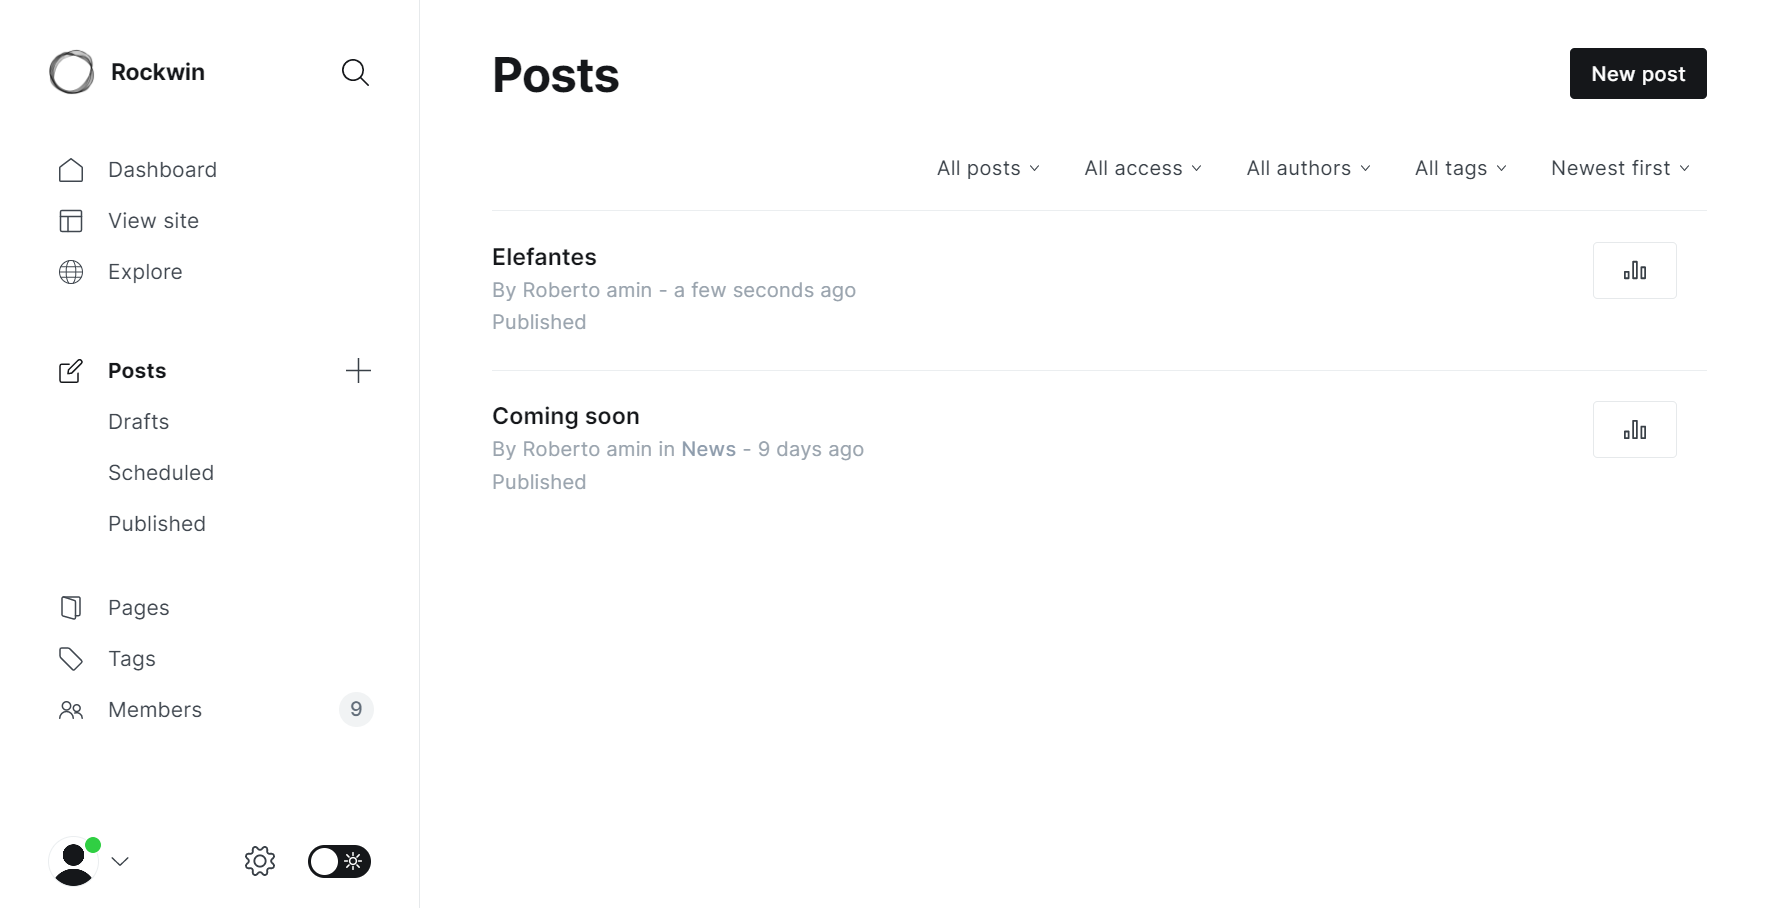 Rockwin
Dashboard
View site
Explore
Posts
Drafts
Scheduled
Published
Pages
Tags
Members 9
Posts
New post
All posts All access All authors All tags Newest first
Elefantes
By Roberto amin - a few seconds ago
Published
Coming soon
By Roberto amin in News - 9 days ago
Published